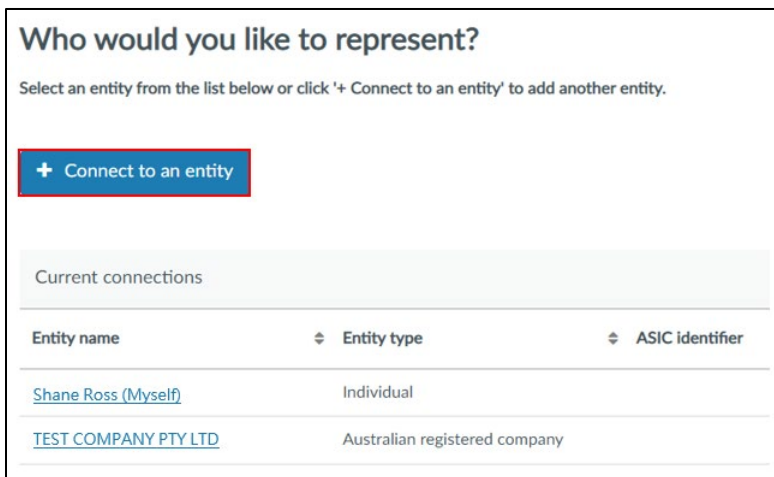 Who would you like to represent?
Select an entity from the list below or click '+ Connect to an entity' to add another entity.
+ Connect to an entity
Current connections
Entity name Entity type ASIC identifier
Shane Ross (Myself) Individual
TEST COMPANY PTY LTD Australian registered company